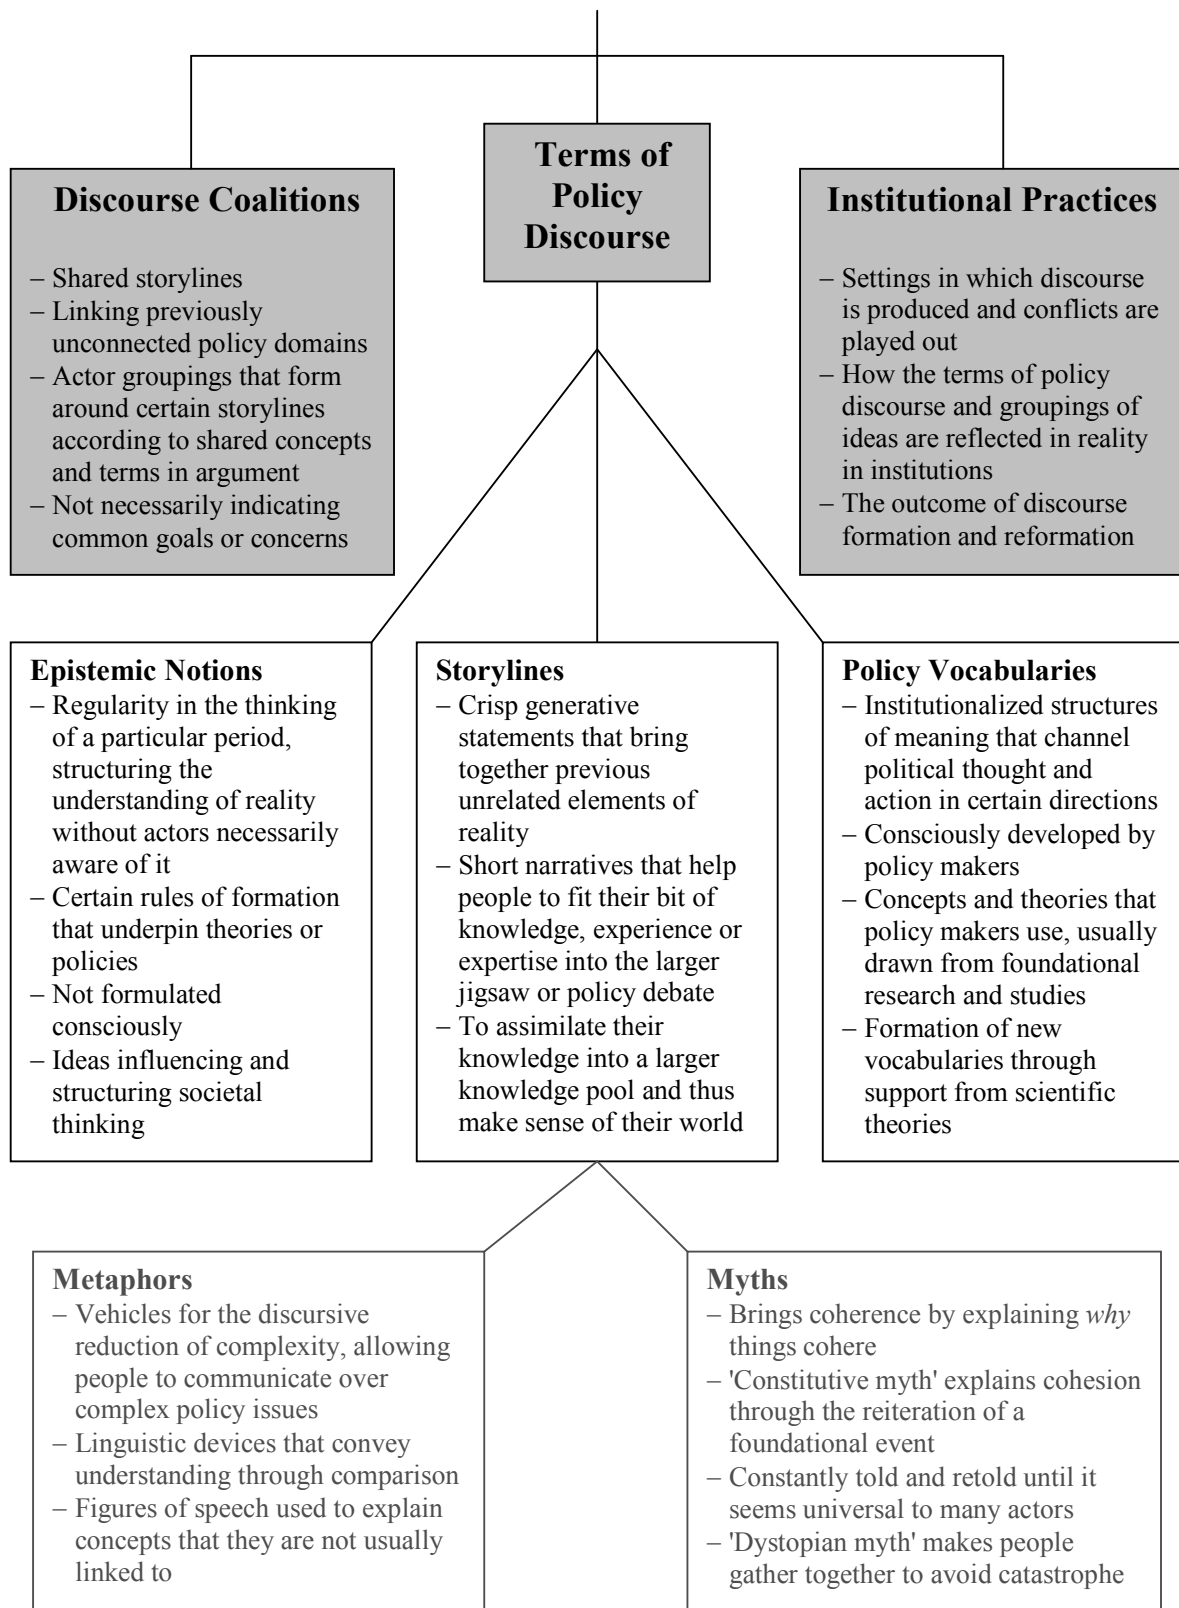 Terms of
Policy
Discourse
Discourse Coalitions
– Shared storylines
– Linking previously
unconnected policy domains
– Actor groupings that form
around certain storylines
according to shared concepts
and terms in argument
– Not necessarily indicating
common goals or concerns
Institutional Practices
– Settings in which discourse
is produced and conflicts are
played out
– How the terms of policy
discourse and groupings of
ideas are reflected in reality
in institutions
– The outcome of discourse
formation and reformation
Epistemic Notions
– Regularity in the thinking
of a particular period,
structuring the
understanding of reality
without actors necessarily
aware of it
– Certain rules of formation
that underpin theories or
policies
– Not formulated
consciously
– Ideas influencing and
structuring societal
thinking
Storylines
– Crisp generative
statements that bring
together previous
unrelated elements of
reality
– Short narratives that help
people to fit their bit of
knowledge, experience or
expertise into the larger
jigsaw or policy debate
– To assimilate their
knowledge into a larger
knowledge pool and thus
make sense of their world
Policy Vocabularies
– Institutionalized structures
of meaning that channel
political thought and
action in certain directions
– Consciously developed by
policy makers
– Concepts and theories that
policy makers use, usually
drawn from foundational
research and studies
– Formation of new
vocabularies through
support from scientific
theories
Metaphors
– Vehicles for the discursive
reduction of complexity, allowing
people to communicate over
complex policy issues
– Linguistic devices that convey
understanding through comparison
– Figures of speech used to explain
concepts that they are not usually
linked to
Myths
– Brings coherence by explaining why
things cohere
– 'Constitutive myth' explains cohesion
through the reiteration of a
foundational event
– Constantly told and retold until it
seems universal to many actors
– 'Dystopian myth' makes people
gather together to avoid catastrophe